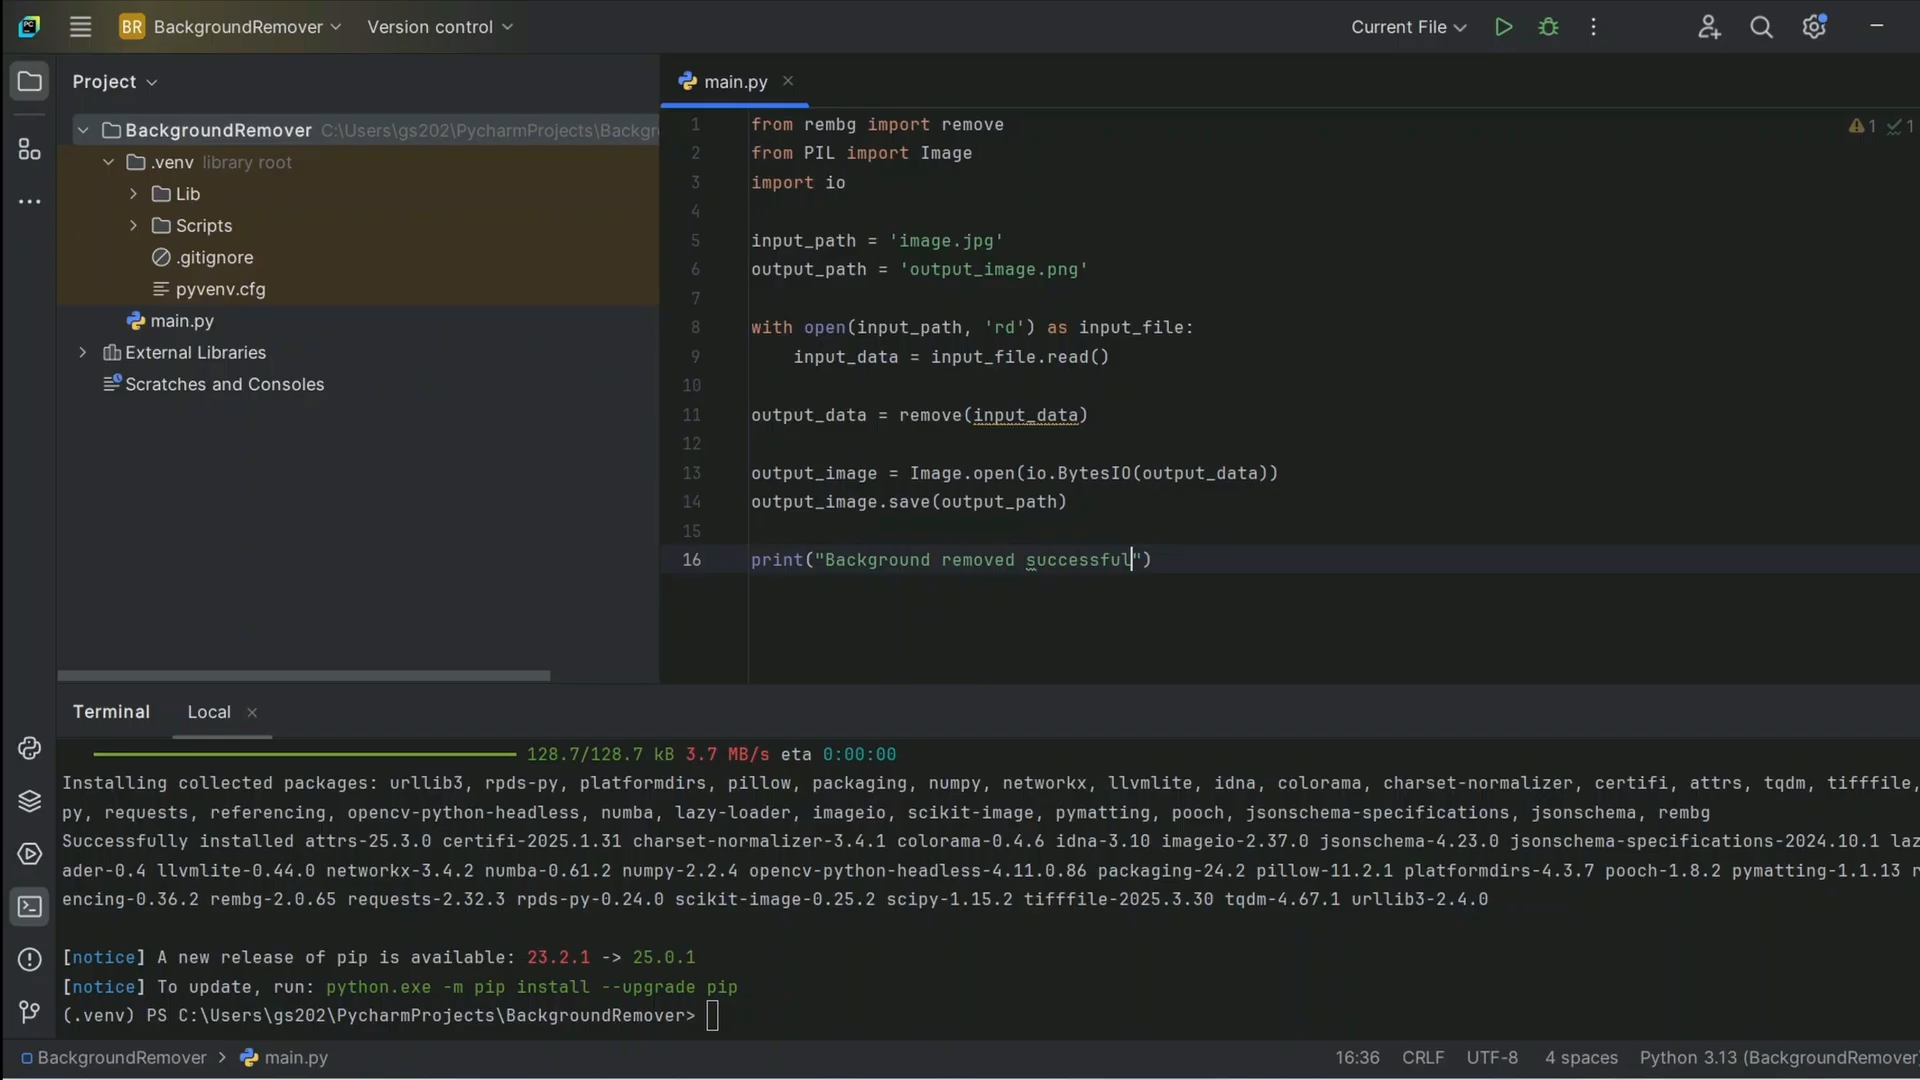 BR BackgroundRemover Version control Current File
Project
main.py
BackgroundRemover C:\Users\gs202\PycharmProjects\Backgr
.venv library root
Lib
Scripts
.gitignore
pyvenv.cfg
main.py
External Libraries
Scratches and Consoles
1 from rembg import remove
2 from PIL import Image
3 import io
4
5 input_path = 'image.jpg'
6 output_path = 'output_image.png'
7
8 with open(input_path, 'rd') as input_file:
9 input_data = input_file.read()
10
11 output_data = remove(input_data)
12
13 output_image = Image.open(io.BytesIO(output_data))
14 output_image.save(output_path)
15
16 print("Background removed successful")
1 1
Terminal Local
128.7/128.7 kB 3.7 MB/s eta 0:00:00
Installing collected packages: urllib3, rpds-py, platformdirs, pillow, packaging, numpy, networkx, llvmlite, idna, colorama, charset-normalizer, certifi, attrs, tqdm, tifffile,
py, requests, referencing, opencv-python-headless, numba, lazy-loader, imageio, scikit-image, pymatting, pooch, jsonschema-specifications, jsonschema, rembg
Successfully installed attrs-25.3.0 certifi-2025.1.31 charset-normalizer-3.4.1 colorama-0.4.6 idna-3.10 imageio-2.37.0 jsonschema-4.23.0 jsonschema-specifications-2024.10.1 laz
ader-0.4 llvmlite-0.44.0 networkx-3.4.2 numba-0.61.2 numpy-2.2.4 opencv-python-headless-4.11.0.86 packaging-24.2 pillow-11.2.1 platformdirs-4.3.7 pooch-1.8.2 pymatting-1.1.13 r
encing-0.36.2 rembg-2.0.65 requests-2.32.3 rpds-py-0.24.0 scikit-image-0.25.2 scipy-1.15.2 tifffile-2025.3.30 tqdm-4.67.1 urllib3-2.4.0
[notice] A new release of pip is available: 23.2.1 -> 25.0.1
[notice] To update, run: python.exe -m pip install --upgrade pip
(.venv) PS C:\Users\gs202\PycharmProjects\BackgroundRemover>
BackgroundRemover > main.py 16:36 CRLF UTF-8 4 spaces Python 3.13 (BackgroundRemover)